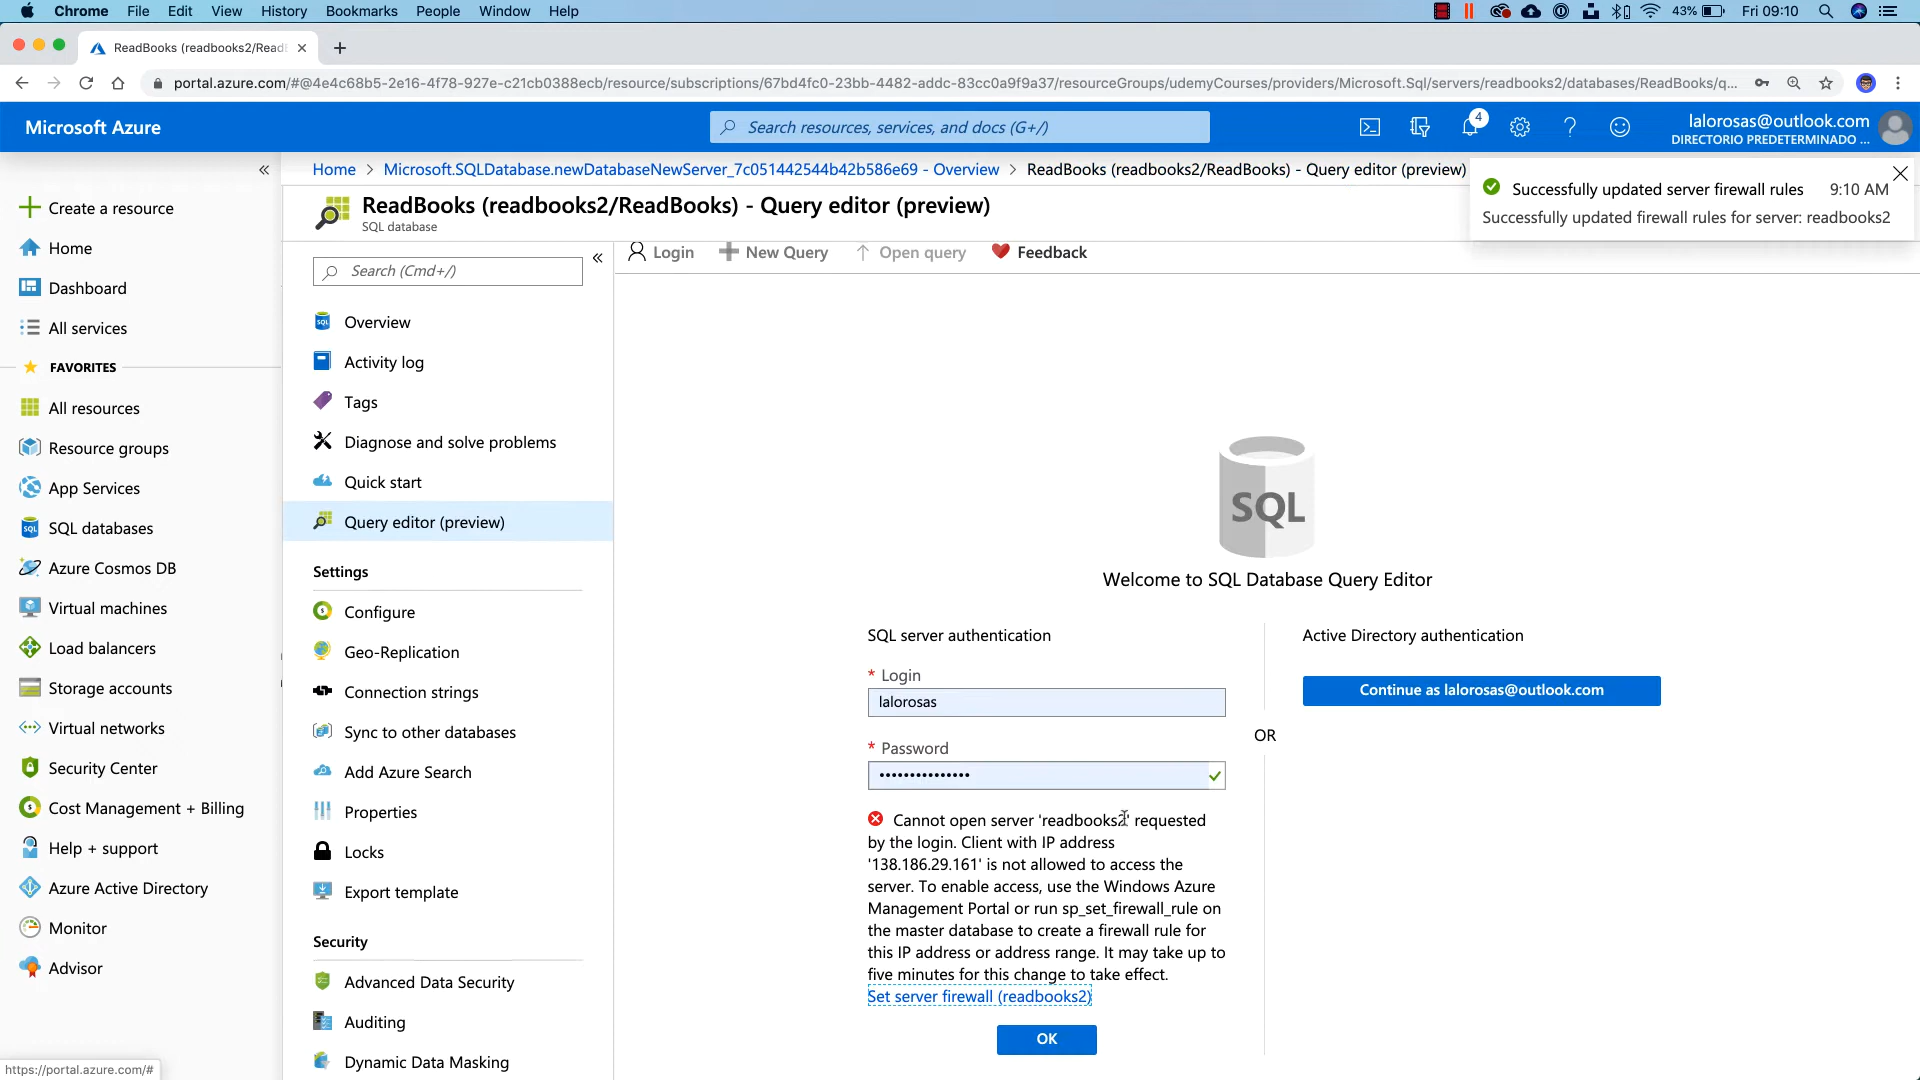 Chrome File Edit View History Bookmarks People Window Help 43% Fri 09:10
ReadBooks (readbooks2/Read
portal.azure.com/#@4e4c68b5-2e16-4f78-927e-c21cb0388ecb/resource/subscriptions/67bd4fc0-23bb-4482-addc-83cc0a9f9a37/resourceGroups/udemyCourses/providers/Microsoft.Sql/servers/readbooks2/databases/ReadBooks/q...
Microsoft Azure
Search resources, services, and docs (G+/)
4
lalorosas@outlook.com
DIRECTORIO PREDETERMINADO ...
Home > Microsoft.SQLDatabase.newDatabaseNewServer_7c051442544b42b586e69 - Overview > ReadBooks (readbooks2/ReadBooks) - Query editor (preview)
Successfully updated server firewall rules 9:10 AM
Successfully updated firewall rules for server: readbooks2
ReadBooks (readbooks2/ReadBooks) - Query editor (preview)
SQL database
Create a resource
Home
Dashboard
All services
FAVORITES
All resources
Resource groups
App Services
SQL databases
Azure Cosmos DB
Virtual machines
Load balancers
Storage accounts
Virtual networks
Security Center
Cost Management + Billing
Help + support
Azure Active Directory
Monitor
Advisor
https://portal.azure.com/#
Search (Cmd+/)
Overview
Activity log
Tags
Diagnose and solve problems
Quick start
Query editor (preview)
Settings
Configure
Geo-Replication
Connection strings
Sync to other databases
Add Azure Search
Properties
Locks
Export template
Security
Advanced Data Security
Auditing
Dynamic Data Masking
Login New Query Open query Feedback
SQL
Welcome to SQL Database Query Editor
SQL server authentication
* Login
lalorosas
* Password
•••••••••••••••
Cannot open server 'readbooks2' requested
by the login. Client with IP address
'138.186.29.161' is not allowed to access the
server. To enable access, use the Windows Azure
Management Portal or run sp_set_firewall_rule on
the master database to create a firewall rule for
this IP address or address range. It may take up to
five minutes for this change to take effect.
Set server firewall (readbooks2)
OK
OR
Active Directory authentication
Continue as lalorosas@outlook.com